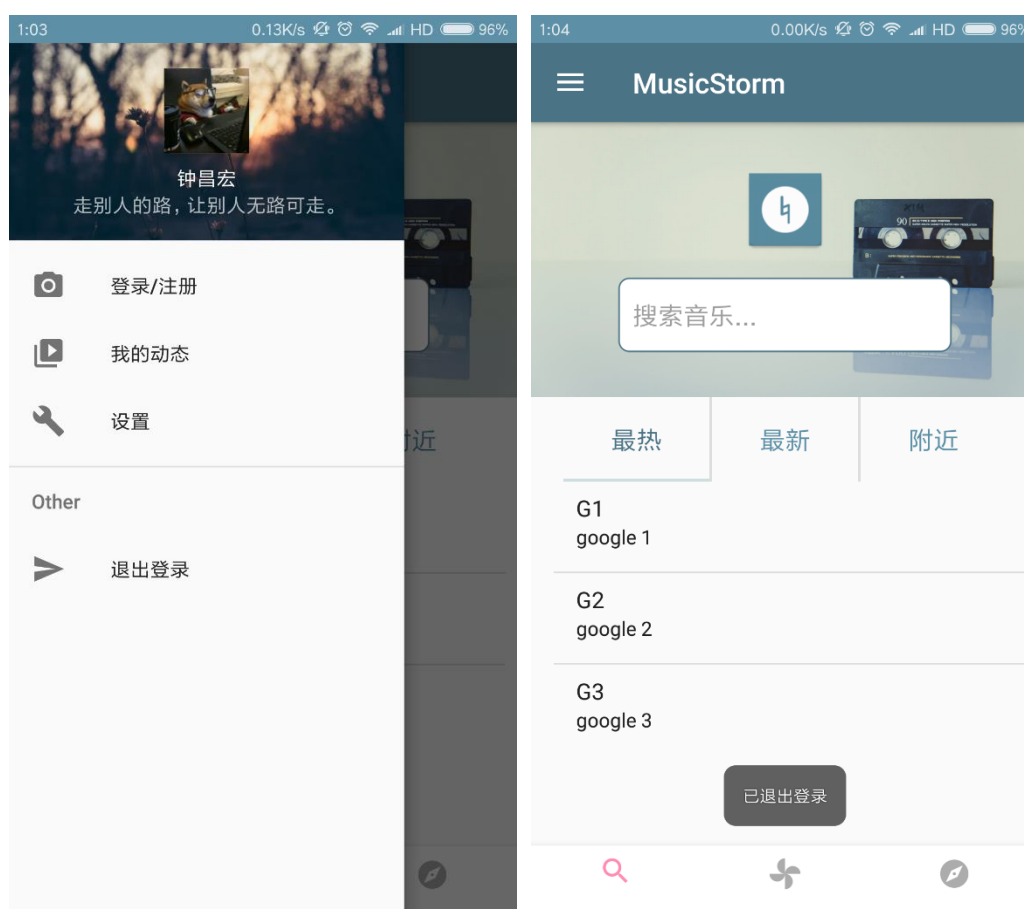 1:03
0.13K/s HD 96%
钟昌宏
走别人的路，让别人无路可走。
登录/注册
我的动态
设置
附近
Other
退出登录
1:04
0.00K/s HD 96%
MusicStorm
90
搜索音乐...
最热
最新
附近
G1
google 1
G2
google 2
G3
google 3
已退出登录